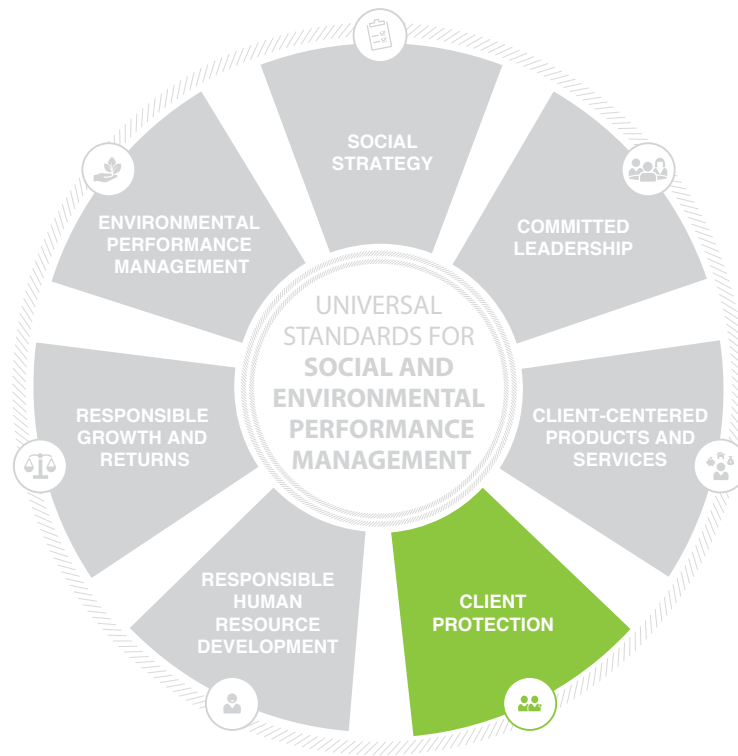 SOCIAL
STRATEGY
COMMITTED
LEADERSHIP
CLIENT-CENTERED
PRODUCTS AND
SERVICES
CLIENT
PROTECTION
RESPONSIBLE
HUMAN
RESOURCE
DEVELOPMENT
RESPONSIBLE
GROWTH AND
RETURNS
ENVIRONMENTAL
PERFORMANCE
MANAGEMENT
UNIVERSAL
STANDARDS FOR
SOCIAL AND
ENVIRONMENTAL
PERFORMANCE
MANAGEMENT